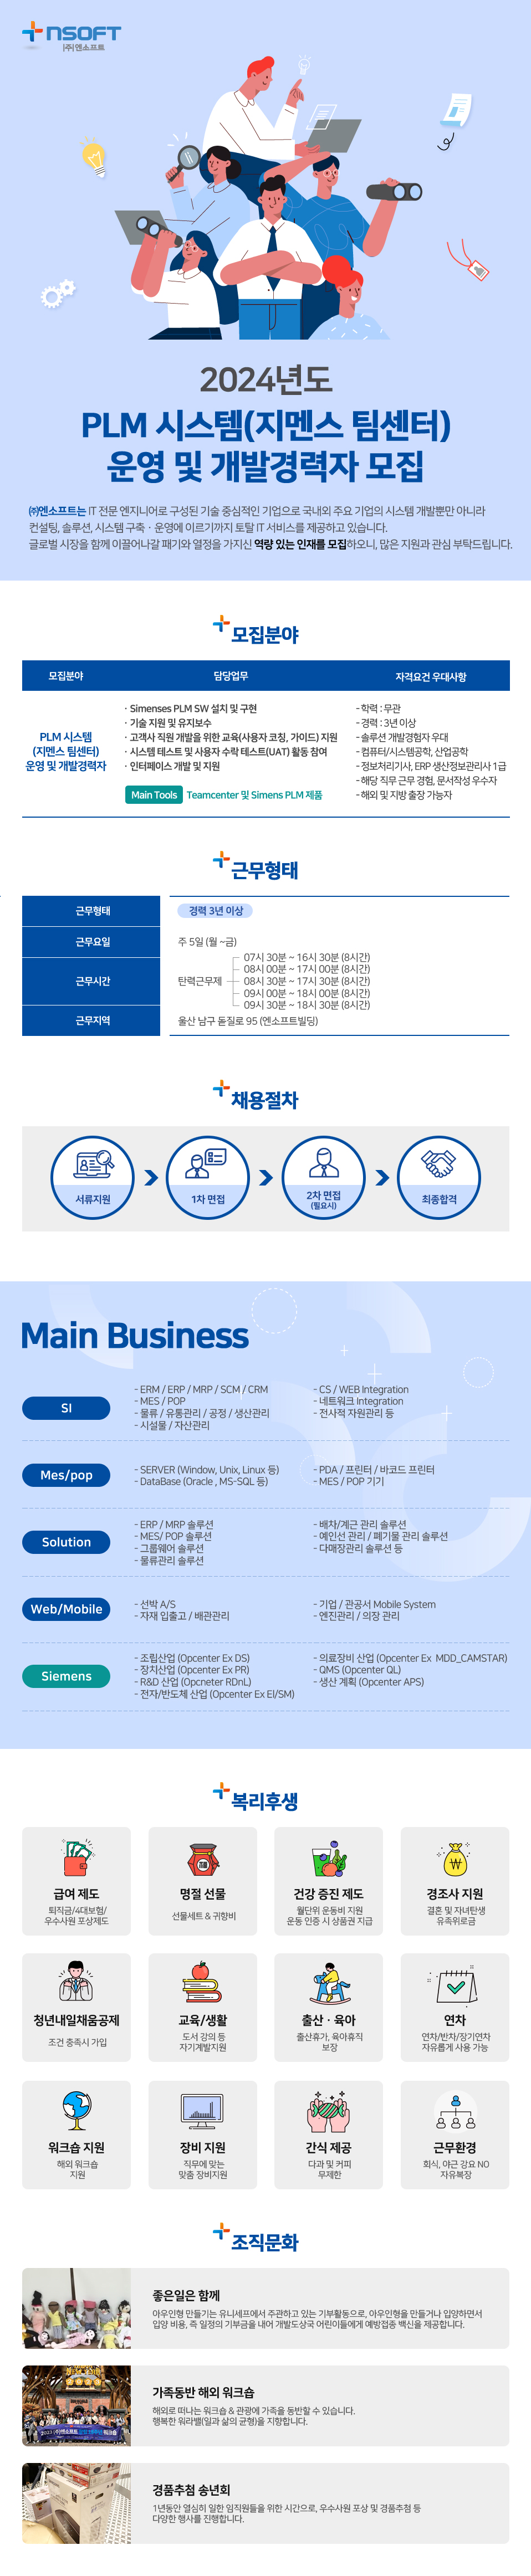 NSOFT
(주)엔소프트
2024년도
PLM 시스템(지멘스 팀센터)
운영 및 개발경력자 모집
㈜엔소프트는 IT 전문 엔지니어로 구성된 기술 중심적인 기업으로 국내외 주요 기업의 시스템 개발뿐만 아니라
컨설팅, 솔루션, 시스템 구축 · 운영에 이르기까지 토탈 IT 서비스를 제공하고 있습니다.
글로벌 시장을 함께 이끌어나갈 패기와 열정을 가지신 역량 있는 인재를 모집하오니, 많은 지원과 관심 부탁드립니다.
모집분야
모집분야 담당업무 자격요건 우대사항
PLM 시스템
(지멘스 팀센터)
운영 및 개발경력자
· Simenses PLM SW 설치 및 구현
· 기술 지원 및 유지보수
· 고객사 직원 개발을 위한 교육(사용자 코칭, 가이드) 지원
· 시스템 테스트 및 사용자 수락 테스트(UAT) 활동 참여
· 인터페이스 개발 및 지원
Main Tools Teamcenter 및 Simens PLM 제품
- 학력 : 무관
- 경력 : 3년 이상
- 솔루션 개발경험자 우대
- 컴퓨터/시스템공학, 산업공학
- 정보처리기사, ERP 생산정보관리사 1급
- 해당 직무 근무 경험, 문서작성 우수자
- 해외 및 지방 출장 가능자
근무형태
근무형태 경력 3년 이상
근무요일 주 5일 (월 ~금)
근무시간 탄력근무제
07시 30분 ~ 16시 30분 (8시간)
08시 00분 ~ 17시 00분 (8시간)
08시 30분 ~ 17시 30분 (8시간)
09시 00분 ~ 18시 00분 (8시간)
09시 30분 ~ 18시 30분 (8시간)
근무지역 울산 남구 돋질로 95 (엔소프트빌딩)
채용절차
서류지원
1차 면접
2차 면접
(필요시)
최종합격
Main Business
SI
- ERM / ERP / MRP / SCM / CRM
- MES / POP
- 물류 / 유통관리 / 공정 / 생산관리
- 시설물 / 자산관리
- CS / WEB Integration
- 네트워크 Integration
- 전사적 자원관리 등
Mes/pop
- SERVER (Window, Unix, Linux 등)
- DataBase (Oracle , MS-SQL 등)
- PDA / 프린터 / 바코드 프린터
- MES / POP 기기
Solution
- ERP / MRP 솔루션
- MES/ POP 솔루션
- 그룹웨어 솔루션
- 물류관리 솔루션
- 배차/계근 관리 솔루션
- 예인선 관리 / 폐기물 관리 솔루션
- 다매장관리 솔루션 등
Web/Mobile
- 선박 A/S
- 자재 입출고 / 배관관리
- 기업 / 관공서 Mobile System
- 엔진관리 / 의장 관리
Siemens
- 조립산업 (Opcenter Ex DS)
- 장치산업 (Opcenter Ex PR)
- R&D 산업 (Opcneter RDnL)
- 전자/반도체 산업 (Opcenter Ex EI/SM)
- 의료장비 산업 (Opcenter Ex MDD_CAMSTAR)
- QMS (Opcenter QL)
- 생산 계획 (Opcenter APS)
복리후생
급여 제도
퇴직금/4대보험/
우수사원 포상제도
명절 선물
선물세트 & 귀향비
건강 증진 제도
월단위 운동비 지원
운동 인증 시 상품권 지급
경조사 지원
결혼 및 자녀탄생
유족위로금
청년내일채움공제
조건 충족시 가입
교육/생활
도서 강의 등
자기계발지원
출산 · 육아
출산휴가, 육아휴직
보장
연차
연차/반차/장기연차
자유롭게 사용 가능
워크숍 지원
해외 워크숍
지원
장비 지원
직무에 맞는
맞춤 장비지원
간식 제공
다과 및 커피
무제한
근무환경
회식, 야근 강요 NO
자유복장
조직문화
좋은일은 함께
아우인형 만들기는 유니세프에서 주관하고 있는 기부활동으로, 아우인형을 만들거나 입양하면서
입양 비용, 즉 일정의 기부금을 내어 개발도상국 어린이들에게 예방접종 백신을 제공합니다.
가족동반 해외 워크숍
해외로 떠나는 워크숍 & 관광에 가족을 동반할 수 있습니다.
행복한 워라밸(일과 삶의 균형)을 지향합니다.
경품추첨 송년회
1년동안 열심히 일한 임직원들을 위한 시간으로, 우수사원 포상 및 경품추첨 등
다양한 행사를 진행합니다.